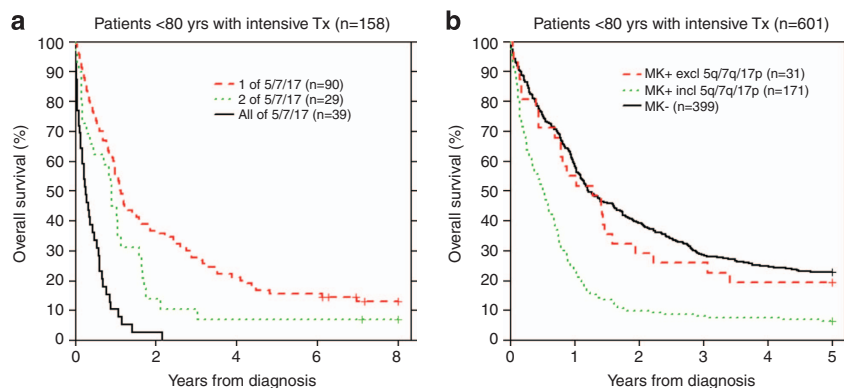 a
Patients <80 yrs with intensive Tx (n=158)
Overall survival (%)
100
90
80
70
60
50
40
30
20
10
0
1 of 5/7/17 (n=90)
2 of 5/7/17 (n=29)
All of 5/7/17 (n=39)
0 2 4 6 8
Years from diagnosis
b
Patients <80 yrs with intensive Tx (n=601)
Overall survival (%)
100
90
80
70
60
50
40
30
20
10
0
MK+ excl 5q/7q/17p (n=31)
MK+ incl 5q/7q/17p (n=171)
MK- (n=399)
0 1 2 3 4 5
Years from diagnosis